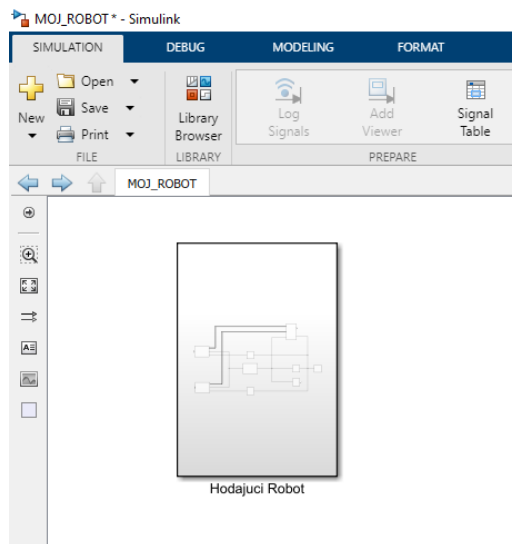 MOJ_ROBOT * - Simulink
SIMULATION DEBUG MODELING FORMAT
New
Open
Save
Print
FILE
Library
Browser
LIBRARY
Log
Signals
Add
Viewer
Signal
Table
PREPARE
MOJ_ROBOT
Hodajuci Robot